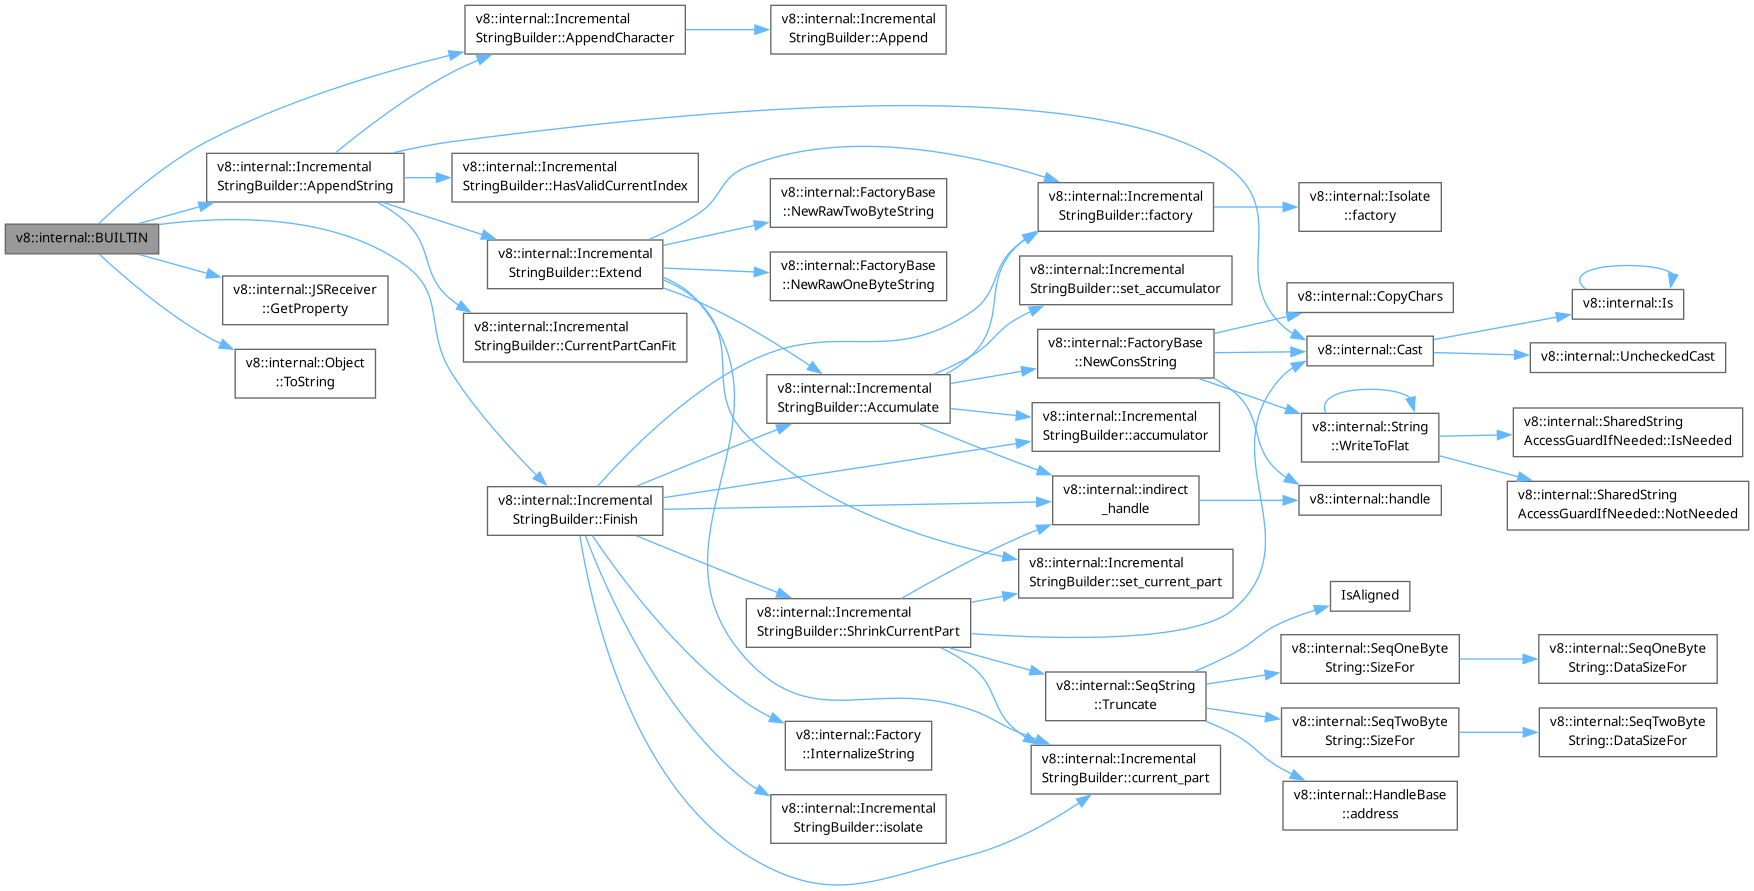 v8::internal::BUILTIN
v8::internal::Incremental
StringBuilder::AppendCharacter
v8::internal::Incremental
StringBuilder::Append
v8::internal::Incremental
StringBuilder::AppendString
v8::internal::Incremental
StringBuilder::HasValidCurrentIndex
v8::internal::Incremental
StringBuilder::Extend
v8::internal::Incremental
StringBuilder::CurrentPartCanFit
v8::internal::JSReceiver
::GetProperty
v8::internal::Object
::ToString
v8::internal::Incremental
StringBuilder::Finish
v8::internal::FactoryBase
::NewRawTwoByteString
v8::internal::FactoryBase
::NewRawOneByteString
v8::internal::Incremental
StringBuilder::Accumulate
v8::internal::Incremental
StringBuilder::ShrinkCurrentPart
v8::internal::Factory
::InternalizeString
v8::internal::Incremental
StringBuilder::isolate
v8::internal::Incremental
StringBuilder::factory
v8::internal::Incremental
StringBuilder::set_accumulator
v8::internal::FactoryBase
::NewConsString
v8::internal::Incremental
StringBuilder::accumulator
v8::internal::indirect
_handle
v8::internal::Incremental
StringBuilder::set_current_part
v8::internal::SeqString
::Truncate
v8::internal::Incremental
StringBuilder::current_part
v8::internal::Isolate
::factory
v8::internal::CopyChars
v8::internal::Cast
v8::internal::String
::WriteToFlat
v8::internal::handle
IsAligned
v8::internal::SeqOneByte
String::SizeFor
v8::internal::SeqTwoByte
String::SizeFor
v8::internal::HandleBase
::address
v8::internal::Is
v8::internal::UncheckedCast
v8::internal::SharedString
AccessGuardIfNeeded::IsNeeded
v8::internal::SharedString
AccessGuardIfNeeded::NotNeeded
v8::internal::SeqOneByte
String::DataSizeFor
v8::internal::SeqTwoByte
String::DataSizeFor